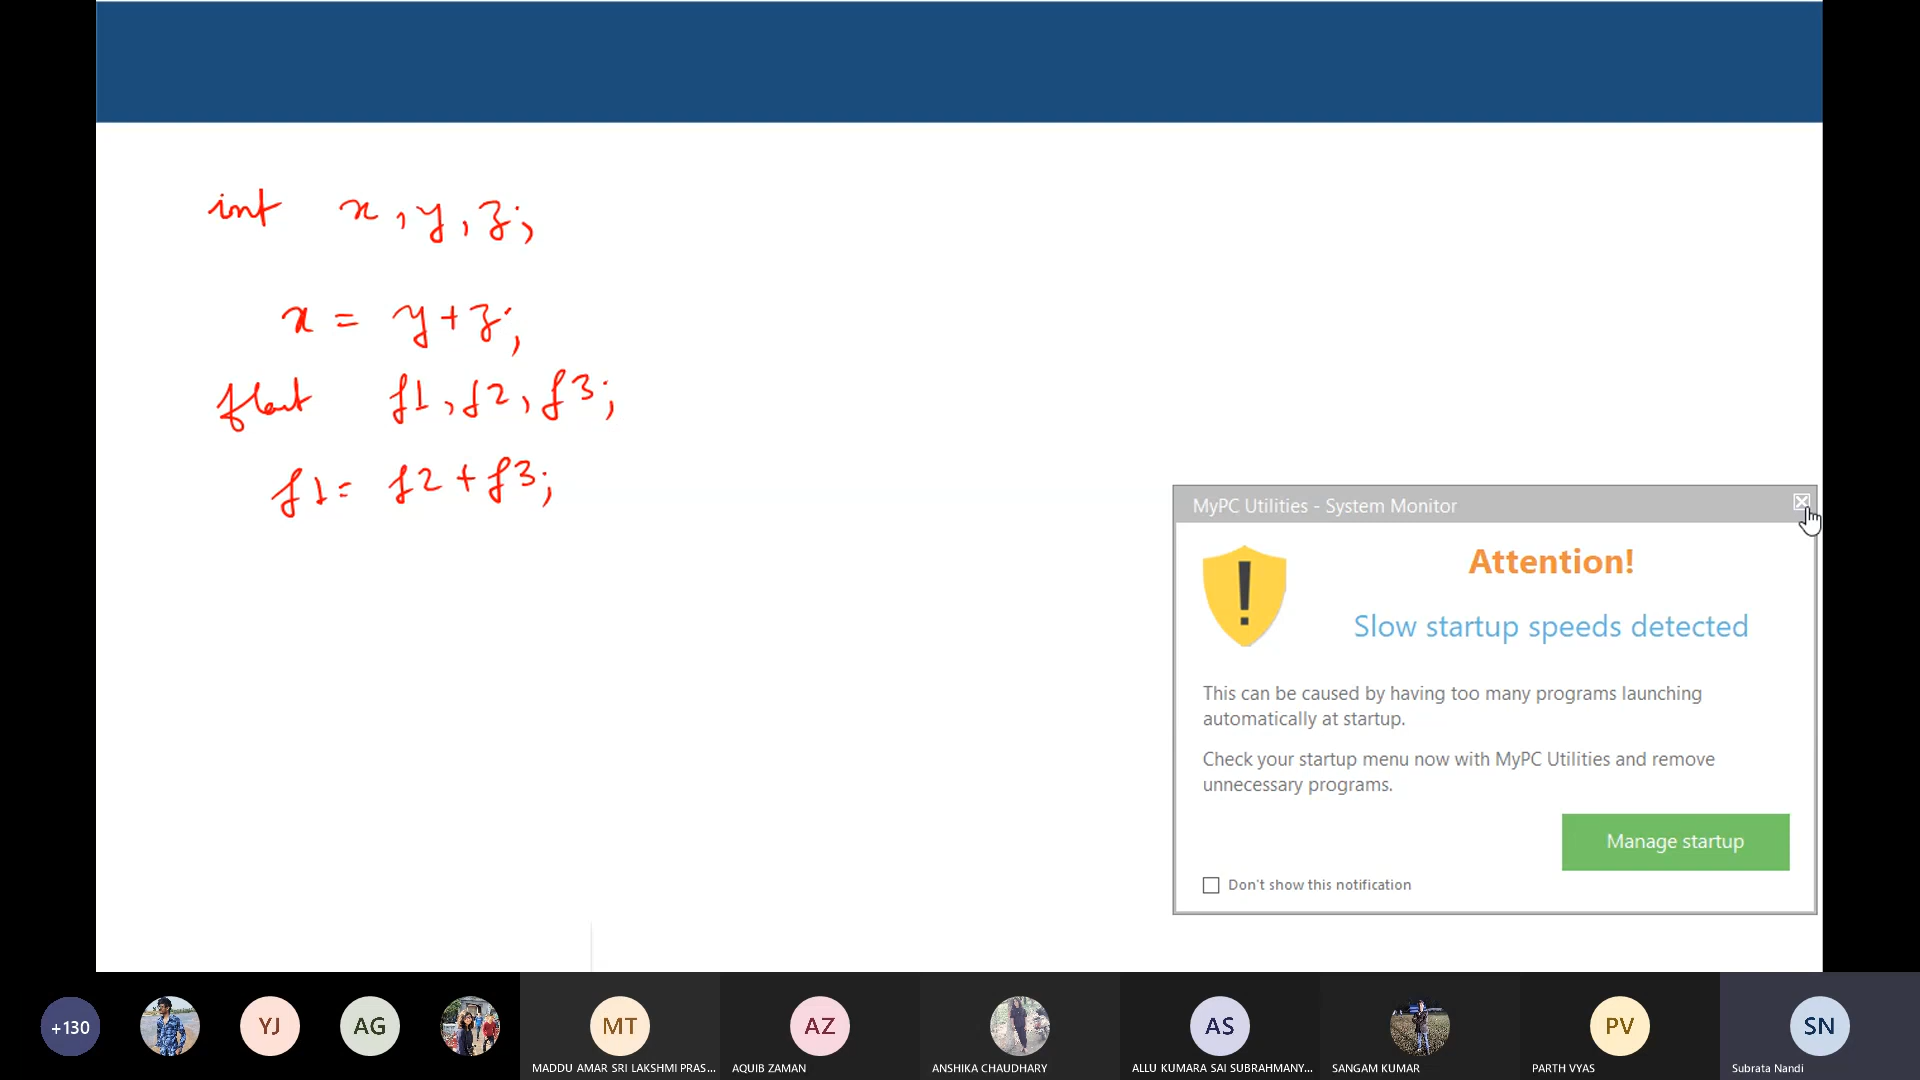 int x, y, z;
x = y + z;
float f1, f2, f3;
f1 = f2 + f3;
MyPC Utilities - System Monitor
Attention!
Slow startup speeds detected
This can be caused by having too many programs launching
automatically at startup.
Check your startup menu now with MyPC Utilities and remove
unnecessary programs.
Manage startup
Don't show this notification
+130
YJ
AG
MT
AZ
AS
PV
SN
MADDU AMAR SRI LAKSHMI PRAS...
AQUIB ZAMAN
ANSHIKA CHAUDHARY
ALLU KUMARA SAI SUBRAHMANY...
SANGAM KUMAR
PARTH VYAS
Subrata Nandi